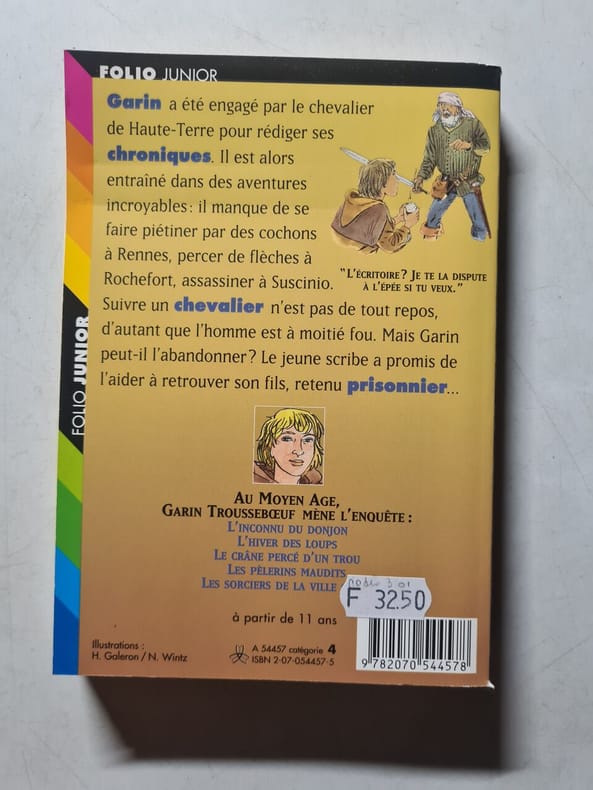 FOLIO JUNIOR
Garin a été engagé par le chevalier
de Haute-Terre pour rédiger ses
chroniques. Il est alors
entraîné dans des aventures
incroyables : il manque de se
faire piétiner par des cochons
à Rennes, percer de flèches à
Rochefort, assassiner à Suscinio.
Suivre un chevalier n'est pas de tout repos,
d'autant que l'homme est à moitié fou. Mais Garin
peut-il l'abandonner ? Le jeune scribe a promis de
l'aider à retrouver son fils, retenu prisonnier...
"L'ÉCRITOIRE ? JE TE LA DISPUTE
À L'ÉPÉE SI TU VEUX."
FOLIO JUNIOR
AU MOYEN AGE,
GARIN TROUSSEBŒUF MÈNE L'ENQUÊTE :
L'INCONNU DU DONJON
L'HIVER DES LOUPS
LE CRÂNE PERCÉ D'UN TROU
LES PÈLERINS MAUDITS
LES SORCIERS DE LA VILLE
F 32.50
à partir de 11 ans
Illustrations :
H. Galeron / N. Wintz
A 54457 catégorie 4
ISBN 2-07-054457-5
9 782070 544578